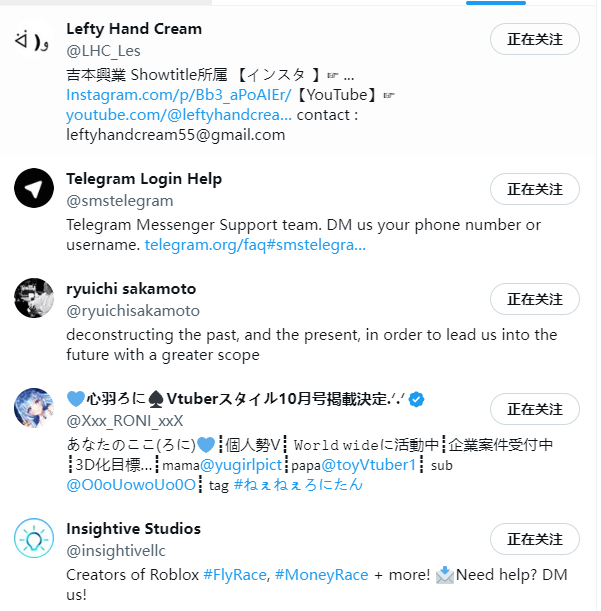 Lefty Hand Cream
@LHC_Les
正在关注
吉本興業 Showtitle所属 【インスタ 】☞ ...
Instagram.com/p/Bb3_aPoAIEr/【YouTube】☞
youtube.com/@leftyhandcrea... contact :
leftyhandcream55@gmail.com
Telegram Login Help
@smstelegram
正在关注
Telegram Messenger Support team. DM us your phone number or
username. telegram.org/faq#smstelegra...
ryuichi sakamoto
@ryuichisakamoto
正在关注
deconstructing the past, and the present, in order to lead us into the
future with a greater scope
💙心羽ろに♠Vtuberスタイル10月号掲載決定.ᐟ.ᐟ
@Xxx_RONI_xxX
正在关注
あなたのここ(ろに)💙┋個人勢V┋ 𝚆𝚘𝚛𝚕𝚍 𝚠𝚒𝚍𝚎に活動中┋企業案件受付中
┋3D化目標...┋mama@yugirlpict┋papa@toyVtuber1┋ sub
@O0oUowoUo0O┋ tag #ねぇねぇろにたん
Insightive Studios
@insightivellc
正在关注
Creators of Roblox #FlyRace, #MoneyRace + more! 📩Need help? DM
us!